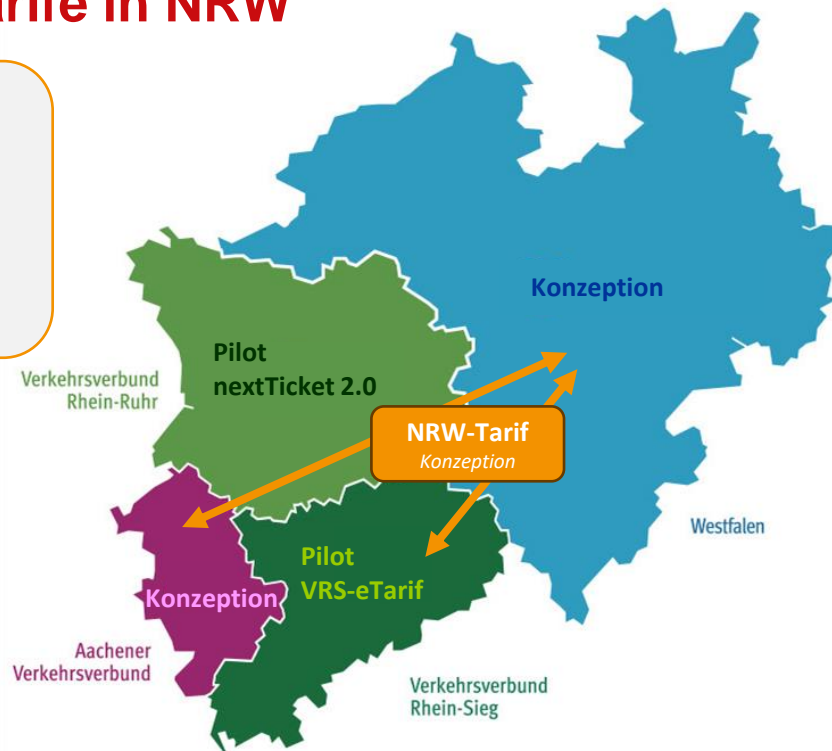 in NRW
Konzeption
Pilot
nextTicket 2.0
Verkehrsverbund
Rhein-Ruhr
NRW-Tarif
Konzeption
Westfalen
Pilot
VRS-eTarif
Konzeption
Aachener
Verkehrsverbund
Verkehrsverbund
Rhein-Sieg